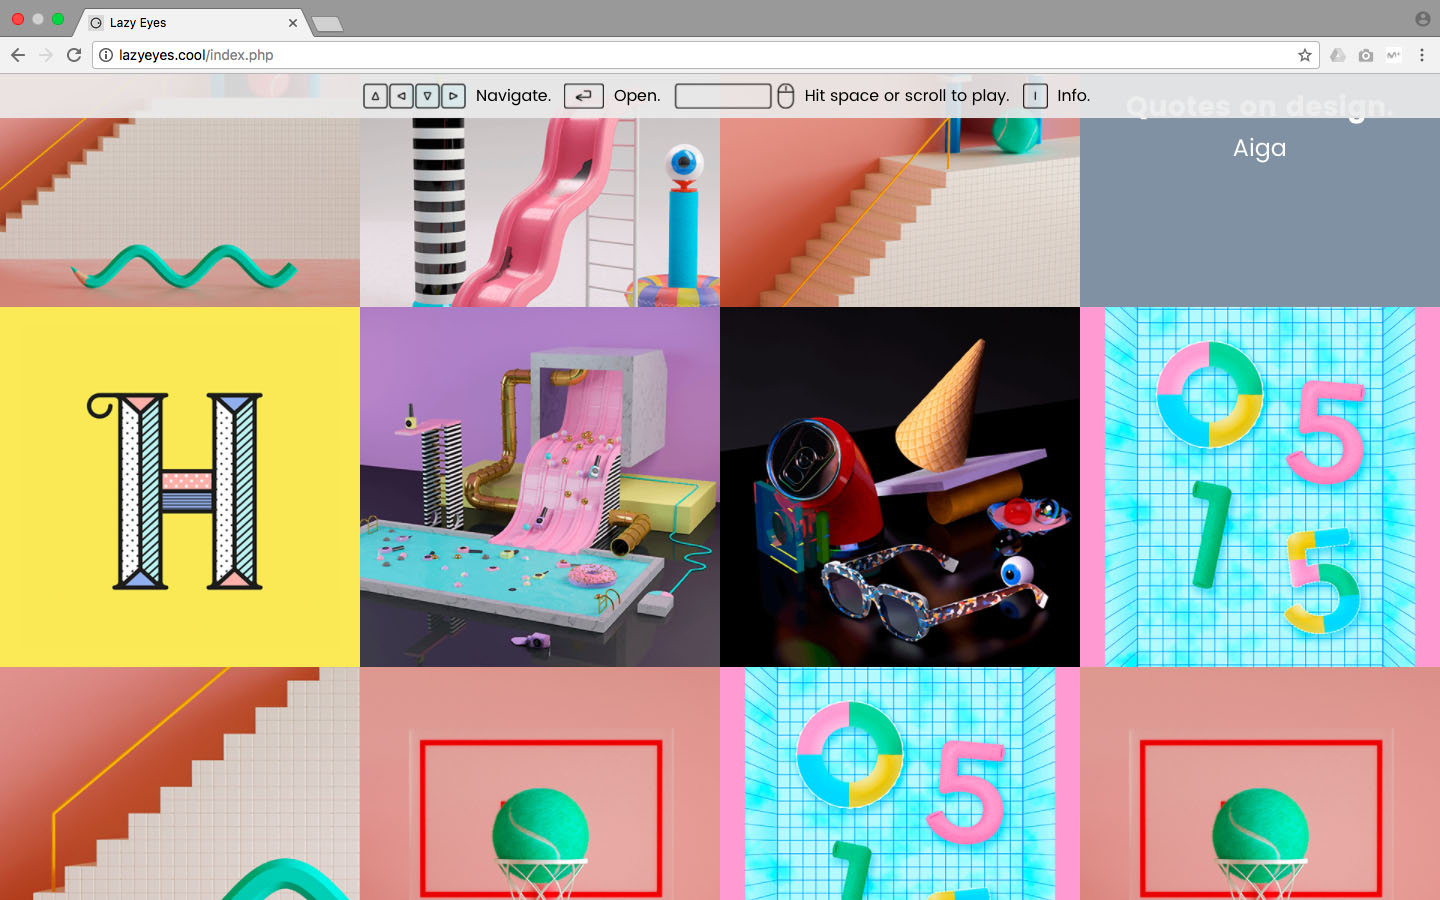 Lazy Eyes
lazyeyes.cool/index.php
Navigate. Open. Hit space or scroll to play. I Info.
Quotes on design.
Aiga
H
0 5
1 5
0 5
1